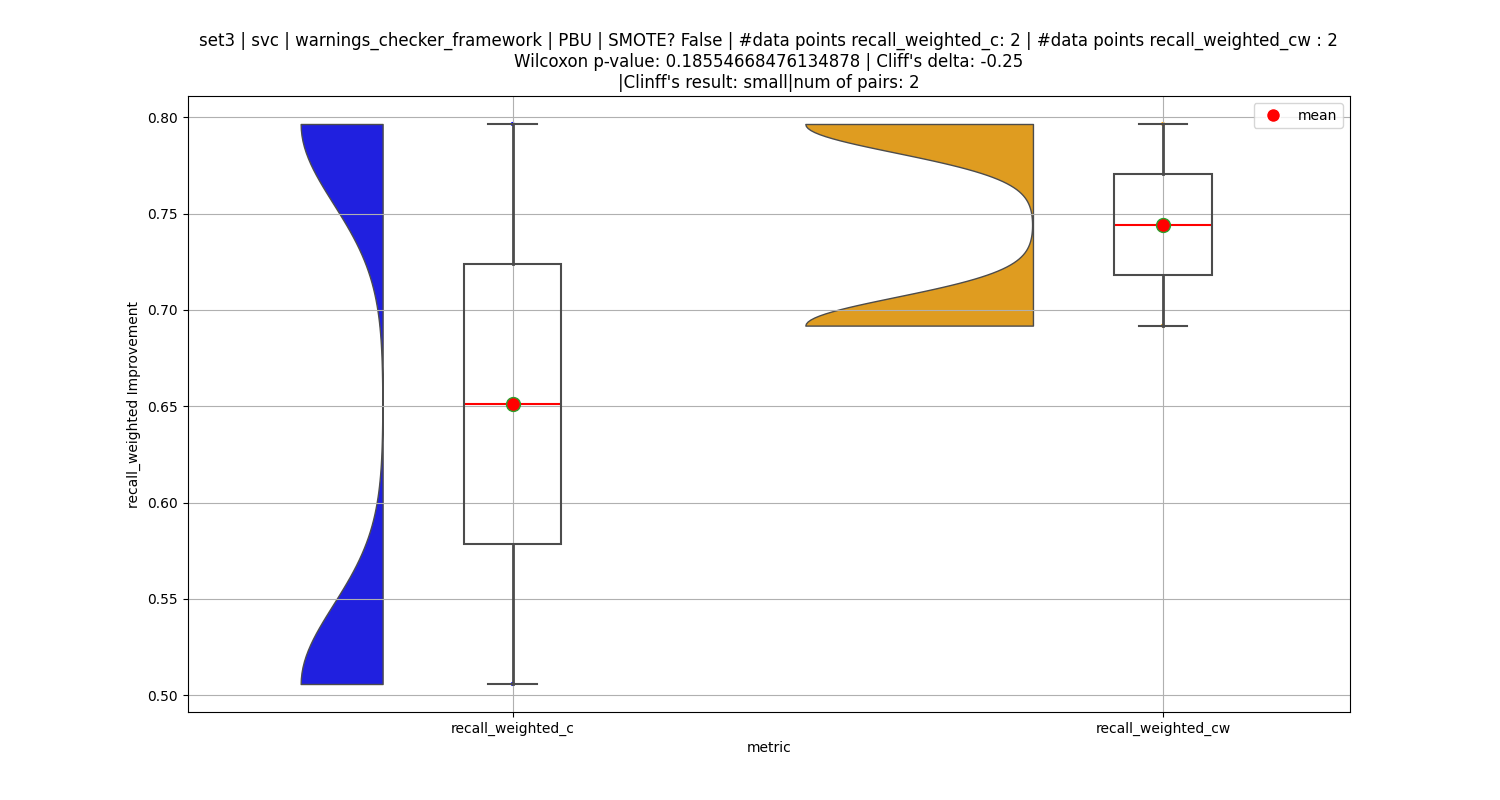 set3 | svc | warnings_checker_framework | PBU | SMOTE? False | #data points recall_weighted_c: 2 | #data points recall_weighted_cw : 2
Wilcoxon p-value: 0.18554668476134878 | Cliff's delta: -0.25
|Clinff's result: small|num of pairs: 2
mean
0.80
0.75
0.70
0.65
0.60
0.55
0.50
recall_weighted Improvement
recall_weighted_c
recall_weighted_cw
metric